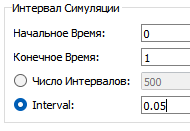 Интервал Симуляции
Начальное Время: 0
Конечное Время: 1
Число Интервалов: 500
Interval: 0.05